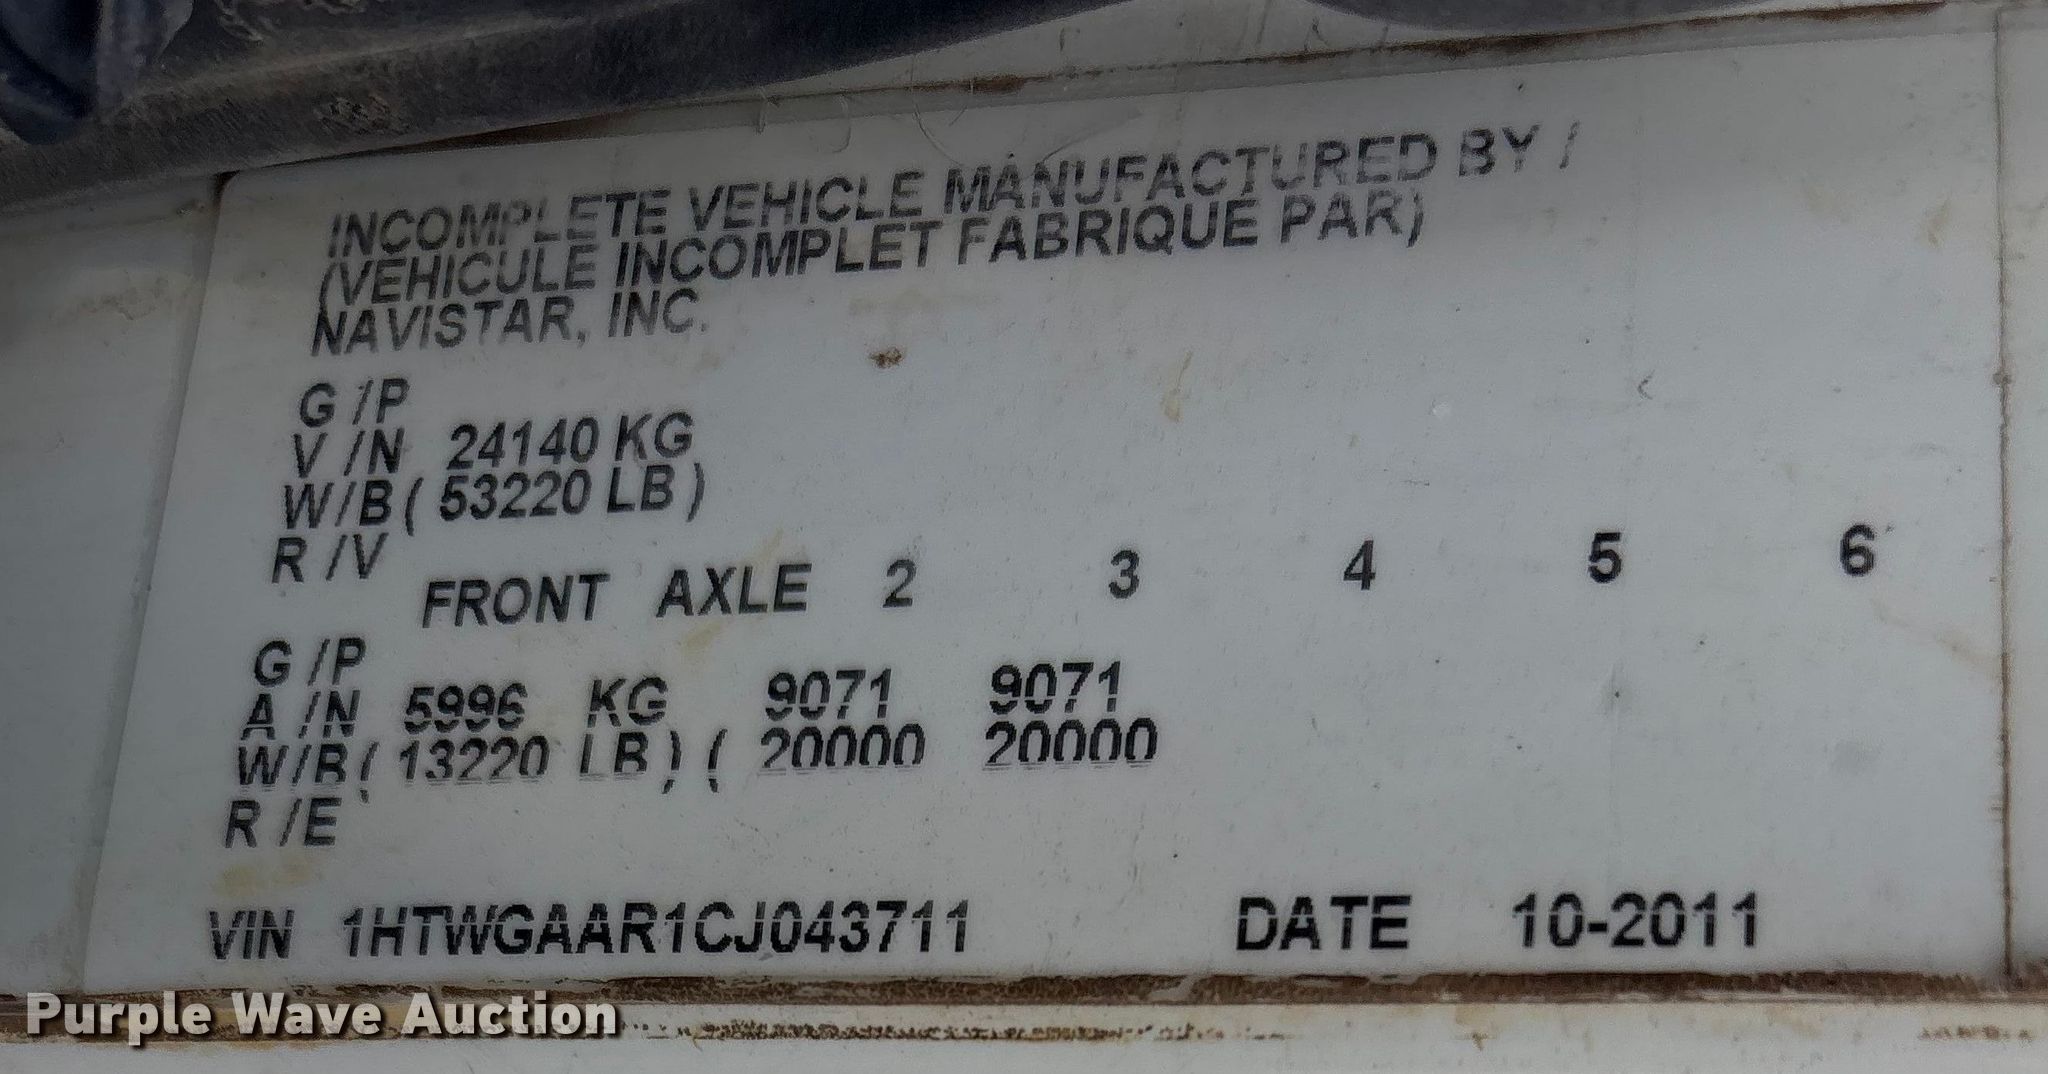 INCOMPLETE VEHICLE MANUFACTURED BY /
(VEHICULE INCOMPLET FABRIQUE PAR)
NAVISTAR, INC.
G /P
V /N 24140 KG
W/B ( 53220 LB )
R /V
FRONT AXLE 2 3 4 5 6
G /P
A /N 5996 KG 9071 9071
W/B ( 13220 LB ) ( 20000 20000
R /E
VIN 1HTWGAAR1CJ043711 DATE 10-2011
Purple Wave Auction